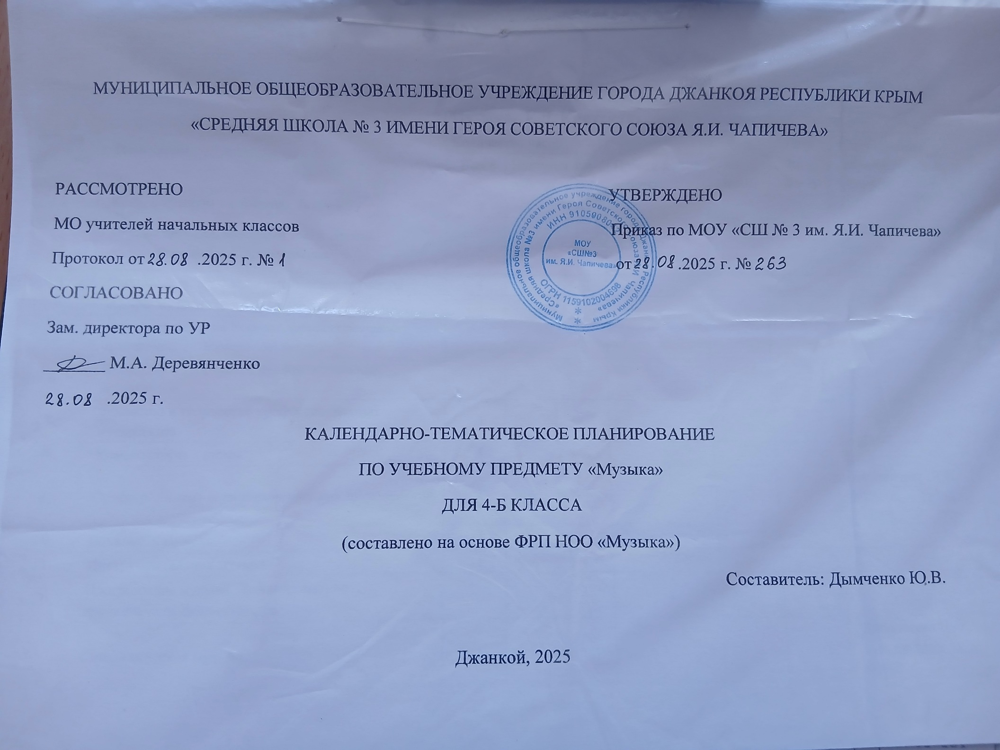 МУНИЦИПАЛЬНОЕ ОБЩЕОБРАЗОВАТЕЛЬНОЕ УЧРЕЖДЕНИЕ ГОРОДА ДЖАНКОЯ РЕСПУБЛИКИ КРЫМ
«СРЕДНЯЯ ШКОЛА № 3 ИМЕНИ ГЕРОЯ СОВЕТСКОГО СОЮЗА Я.И. ЧАПИЧЕВА»
РАССМОТРЕНО
МО учителей начальных классов
Протокол от 28.08 .2025 г. № 1
СОГЛАСОВАНО
Зам. директора по УР
М.А. Деревянченко
28.08 .2025 г.
УТВЕРЖДЕНО
Приказ по МОУ «СШ № 3 им. Я.И. Чапичева»
от 28.08.2025 г. № 263
Муниципальное общеобразовательное учреждение города Джанкоя Республики Крым
«Средняя школа №3 имени Героя Советского Союза Я.И. Чапичева»
ИНН
ОГРН 1159102004698
МОУ
«СШ№3
им. Я.И. Чапичева»
КАЛЕНДАРНО-ТЕМАТИЧЕСКОЕ ПЛАНИРОВАНИЕ
ПО УЧЕБНОМУ ПРЕДМЕТУ «Музыка»
ДЛЯ 4-Б КЛАССА
(составлено на основе ФРП НОО «Музыка»)
Составитель: Дымченко Ю.В.
Джанкой, 2025